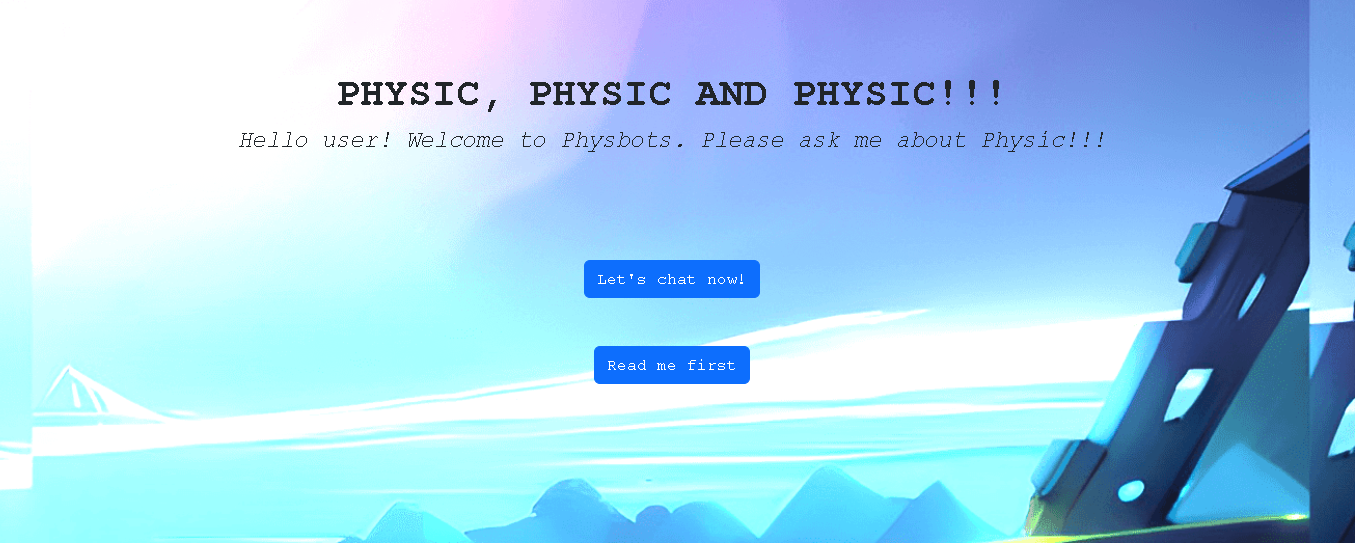 PHYSIC, PHYSIC AND PHYSIC!!!
Hello user! Welcome to Physbots. Please ask me about Physic!!!
Let's chat now!
Read me first